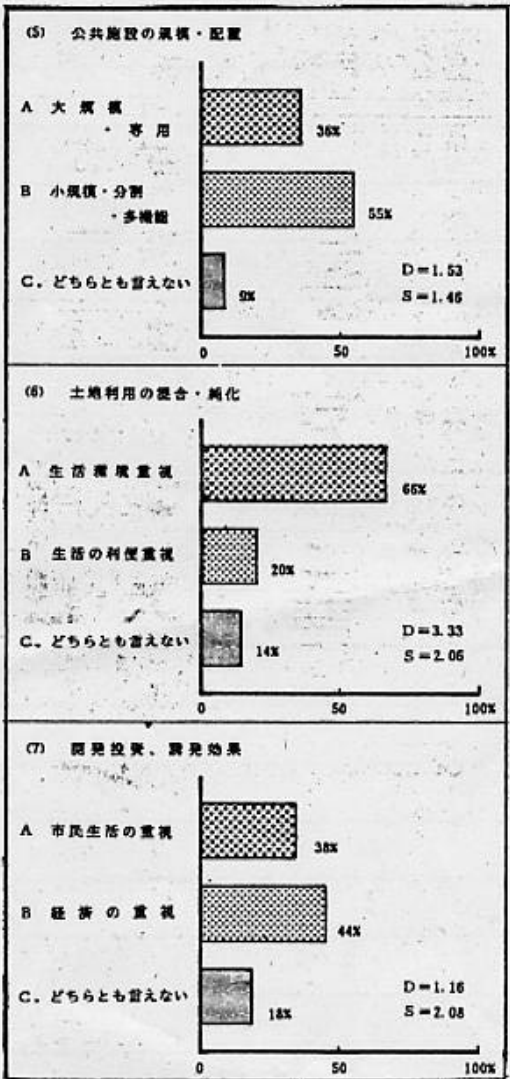 (5) 公共施設の規模・配置
A 大規模
・専用
36%
B 小規模・分割
・多機能
55%
C. どちらとも言えない
9%
D=1.53
S=1.46
0 50 100%
(6) 土地利用の混合・純化
A 生活環境重視
66%
B 生活の利便重視
20%
C. どちらとも言えない
14%
D=3.33
S=2.06
0 50 100%
(7) 開発投資、誘発効果
A 市民生活の重視
38%
B 経済の重視
44%
C. どちらとも言えない
18%
D=1.16
S=2.08
0 50 100%